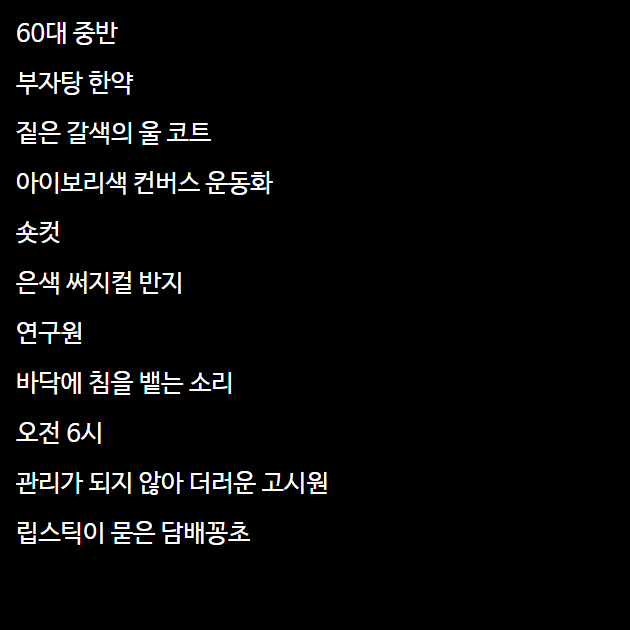 60대 중반
부자탕 한약
짙은 갈색의 울 코트
아이보리색 컨버스 운동화
숏컷
은색 써지컬 반지
연구원
바닥에 침을 뱉는 소리
오전 6시
관리가 되지 않아 더러운 고시원
립스틱이 묻은 담배꽁초